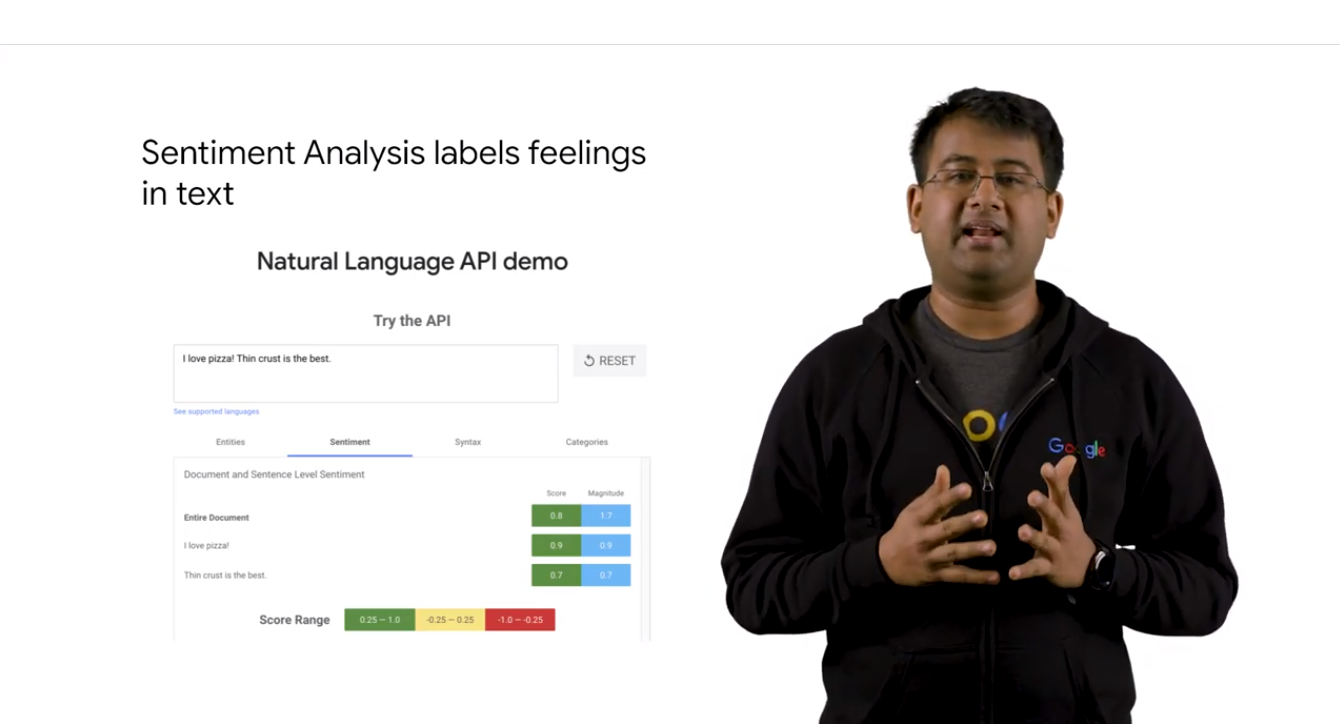 Sentiment Analysis labels feelings
in text
Natural Language API demo
Try the API
I love pizza! Thin crust is the best.
RESET
See supported languages
Entities Sentiment Syntax Categories
Document and Sentence Level Sentiment
Score Magnitude
Entire Document 0.8 1.7
I love pizza! 0.9 0.9
Thin crust is the best. 0.7 0.7
Score Range 0.25 — 1.0 -0.25 — 0.25 -1.0 — -0.25
Google